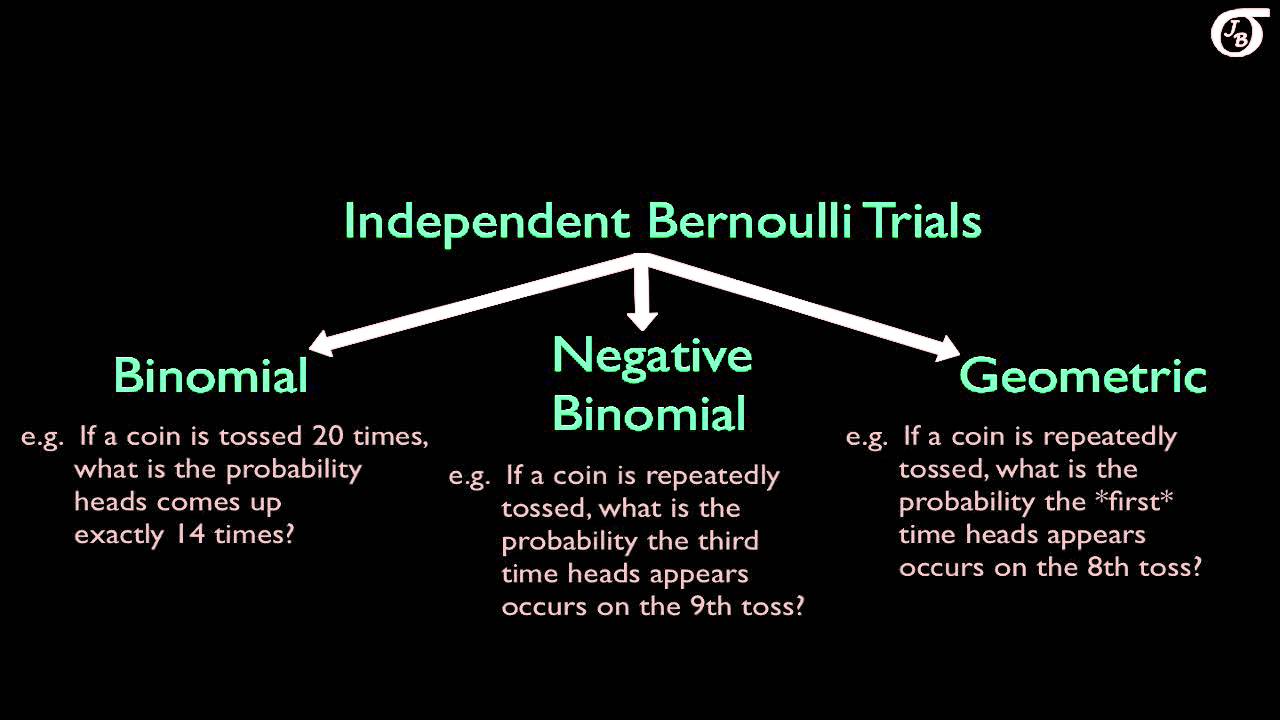 JB
Independent Bernoulli Trials
Binomial
e.g. If a coin is tossed 20 times,
what is the probability
heads comes up
exactly 14 times?
Negative
Binomial
e.g. If a coin is repeatedly
tossed, what is the
probability the third
time heads appears
occurs on the 9th toss?
Geometric
e.g. If a coin is repeatedly
tossed, what is the
probability the *first*
time heads appears
occurs on the 8th toss?